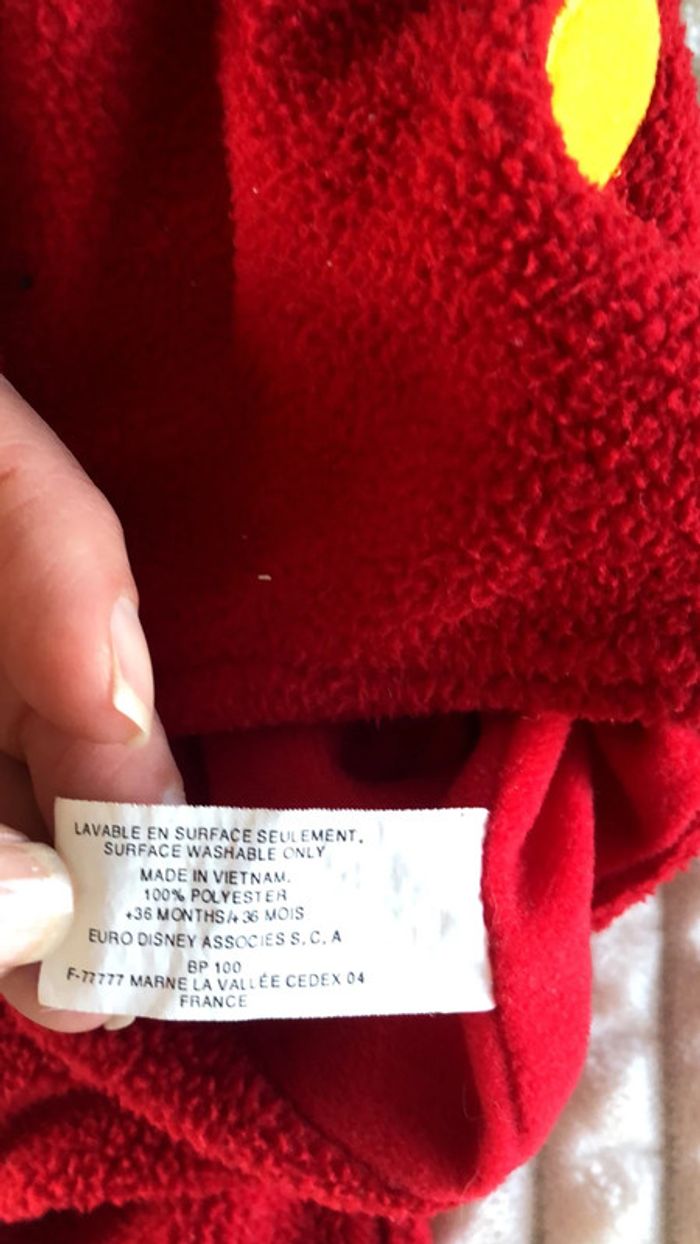 LAVABLE EN SURFACE SEULEMENT.
SURFACE WASHABLE ONLY
MADE IN VIETNAM.
100% POLYESTER
+36 MONTHS/+36 MOIS
EURO DISNEY ASSOCIES S.C.A
BP 100
F-77777 MARNE LA VALLÉE CEDEX 04
FRANCE